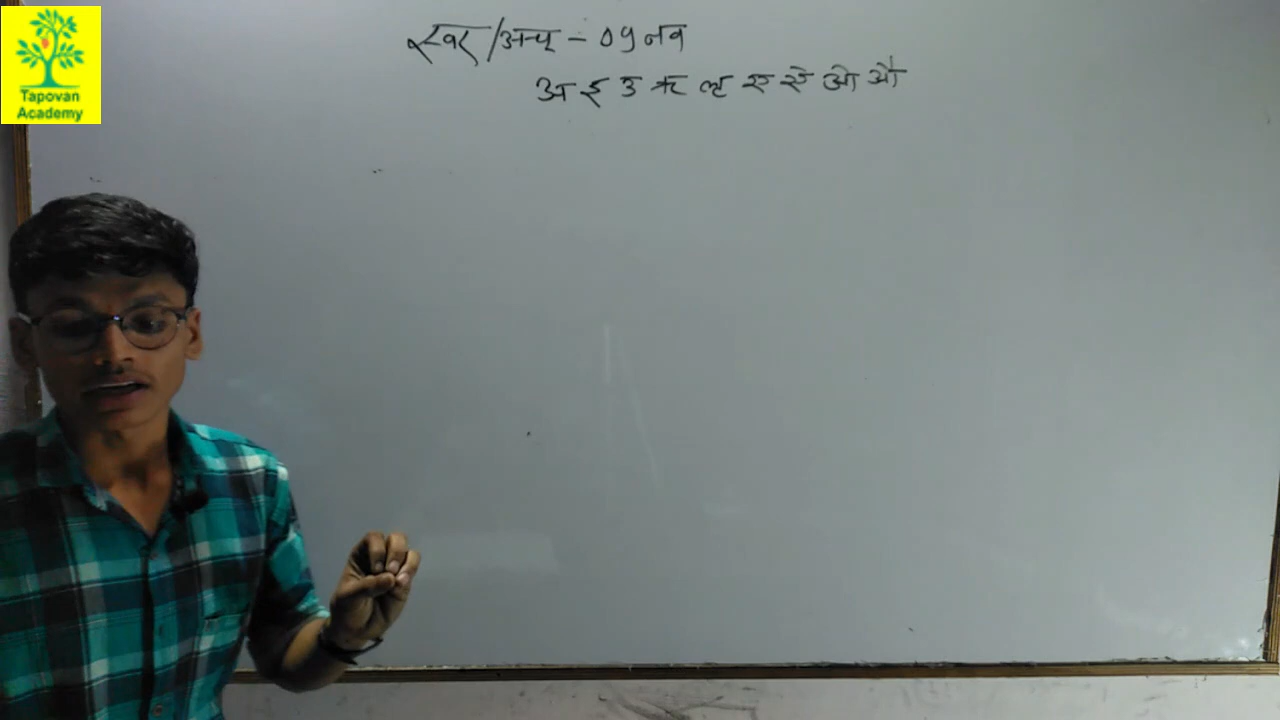 Tapovan
Academy
स्वर/अच् - 09 नव
अ इ उ ऋ लृ ए ऐ ओ औ